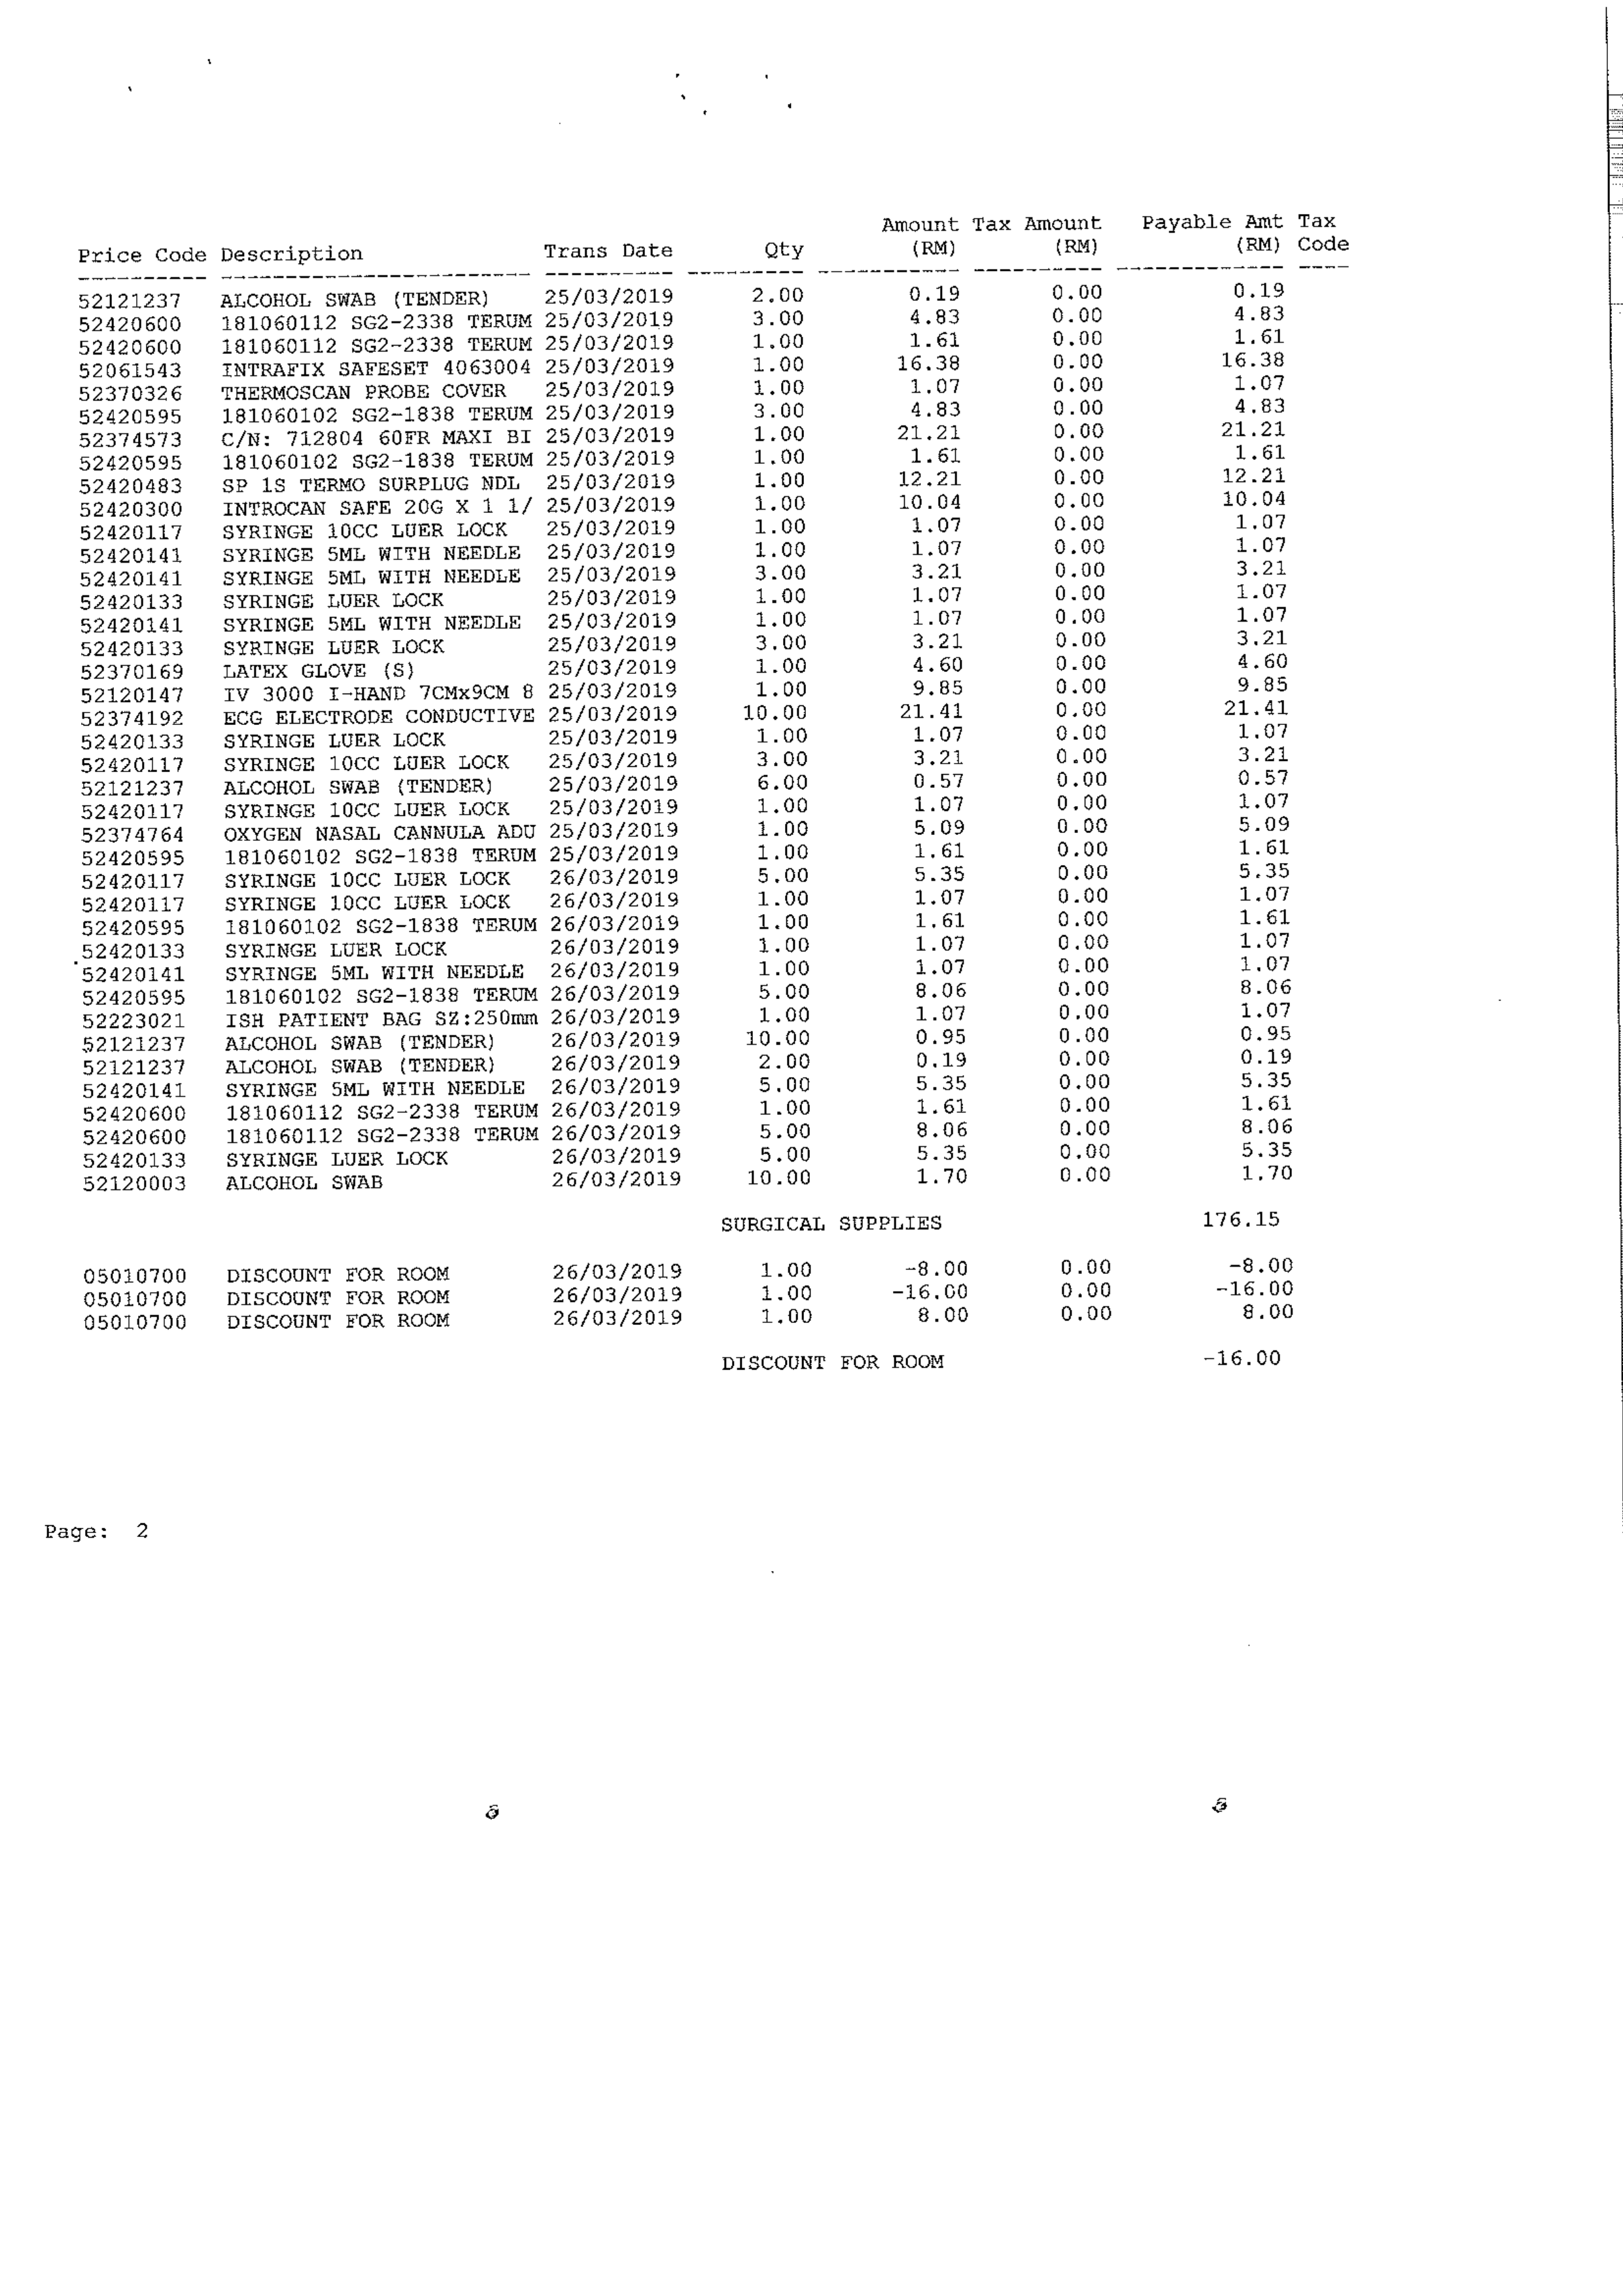 Amount Tax Amount Payable Amt Tax
Price Code Description Trans Date Qty (RM) (RM) (RM) Code
52121237 ALCOHOL SWAB (TENDER) 25/03/2019 2.00 0.19 0.00 0.19
52420600 181060112 SG2-2338 TERUM 25/03/2019 3.00 4.83 0.00 4.83
52420600 181060112 SG2-2338 TERUM 25/03/2019 1.00 1.61 0.00 1.61
52061543 INTRAFIX SAFESET 4063004 25/03/2019 1.00 16.38 0.00 16.38
52370326 THERMOSCAN PROBE COVER 25/03/2019 1.00 1.07 0.00 1.07
52420595 181060102 SG2-1838 TERUM 25/03/2019 3.00 4.83 0.00 4.83
52374573 C/N: 712804 60FR MAXI BI 25/03/2019 1.00 21.21 0.00 21.21
52420595 181060102 SG2-1838 TERUM 25/03/2019 1.00 1.61 0.00 1.61
52420483 SP 1S TERMO SURPLUG NDL 25/03/2019 1.00 12.21 0.00 12.21
52420300 INTROCAN SAFE 20G X 1 1/ 25/03/2019 1.00 10.04 0.00 10.04
52420117 SYRINGE 10CC LUER LOCK 25/03/2019 1.00 1.07 0.00 1.07
52420141 SYRINGE 5ML WITH NEEDLE 25/03/2019 1.00 1.07 0.00 1.07
52420141 SYRINGE 5ML WITH NEEDLE 25/03/2019 3.00 3.21 0.00 3.21
52420133 SYRINGE LUER LOCK 25/03/2019 1.00 1.07 0.00 1.07
52420141 SYRINGE 5ML WITH NEEDLE 25/03/2019 1.00 1.07 0.00 1.07
52420133 SYRINGE LUER LOCK 25/03/2019 3.00 3.21 0.00 3.21
52370169 LATEX GLOVE (S) 25/03/2019 1.00 4.60 0.00 4.60
52120147 IV 3000 I-HAND 7CMx9CM 8 25/03/2019 1.00 9.85 0.00 9.85
52374192 ECG ELECTRODE CONDUCTIVE 25/03/2019 10.00 21.41 0.00 21.41
52420133 SYRINGE LUER LOCK 25/03/2019 1.00 1.07 0.00 1.07
52420117 SYRINGE 10CC LUER LOCK 25/03/2019 3.00 3.21 0.00 3.21
52121237 ALCOHOL SWAB (TENDER) 25/03/2019 6.00 0.57 0.00 0.57
52420117 SYRINGE 10CC LUER LOCK 25/03/2019 1.00 1.07 0.00 1.07
52374764 OXYGEN NASAL CANNULA ADU 25/03/2019 1.00 5.09 0.00 5.09
52420595 181060102 SG2-1838 TERUM 25/03/2019 1.00 1.61 0.00 1.61
52420117 SYRINGE 10CC LUER LOCK 26/03/2019 5.00 5.35 0.00 5.35
52420117 SYRINGE 10CC LUER LOCK 26/03/2019 1.00 1.07 0.00 1.07
52420595 181060102 SG2-1838 TERUM 26/03/2019 1.00 1.61 0.00 1.61
52420133 SYRINGE LUER LOCK 26/03/2019 1.00 1.07 0.00 1.07
52420141 SYRINGE 5ML WITH NEEDLE 26/03/2019 1.00 1.07 0.00 1.07
52420595 181060102 SG2-1838 TERUM 26/03/2019 5.00 8.06 0.00 8.06
52223021 ISH PATIENT BAG SZ:250mm 26/03/2019 1.00 1.07 0.00 1.07
52121237 ALCOHOL SWAB (TENDER) 26/03/2019 10.00 0.95 0.00 0.95
52121237 ALCOHOL SWAB (TENDER) 26/03/2019 2.00 0.19 0.00 0.19
52420141 SYRINGE 5ML WITH NEEDLE 26/03/2019 5.00 5.35 0.00 5.35
52420600 181060112 SG2-2338 TERUM 26/03/2019 1.00 1.61 0.00 1.61
52420600 181060112 SG2-2338 TERUM 26/03/2019 5.00 8.06 0.00 8.06
52420133 SYRINGE LUER LOCK 26/03/2019 5.00 5.35 0.00 5.35
52120003 ALCOHOL SWAB 26/03/2019 10.00 1.70 0.00 1.70
SURGICAL SUPPLIES 176.15
05010700 DISCOUNT FOR ROOM 26/03/2019 1.00 -8.00 0.00 -8.00
05010700 DISCOUNT FOR ROOM 26/03/2019 1.00 -16.00 0.00 -16.00
05010700 DISCOUNT FOR ROOM 26/03/2019 1.00 8.00 0.00 8.00
DISCOUNT FOR ROOM -16.00
Page: 2